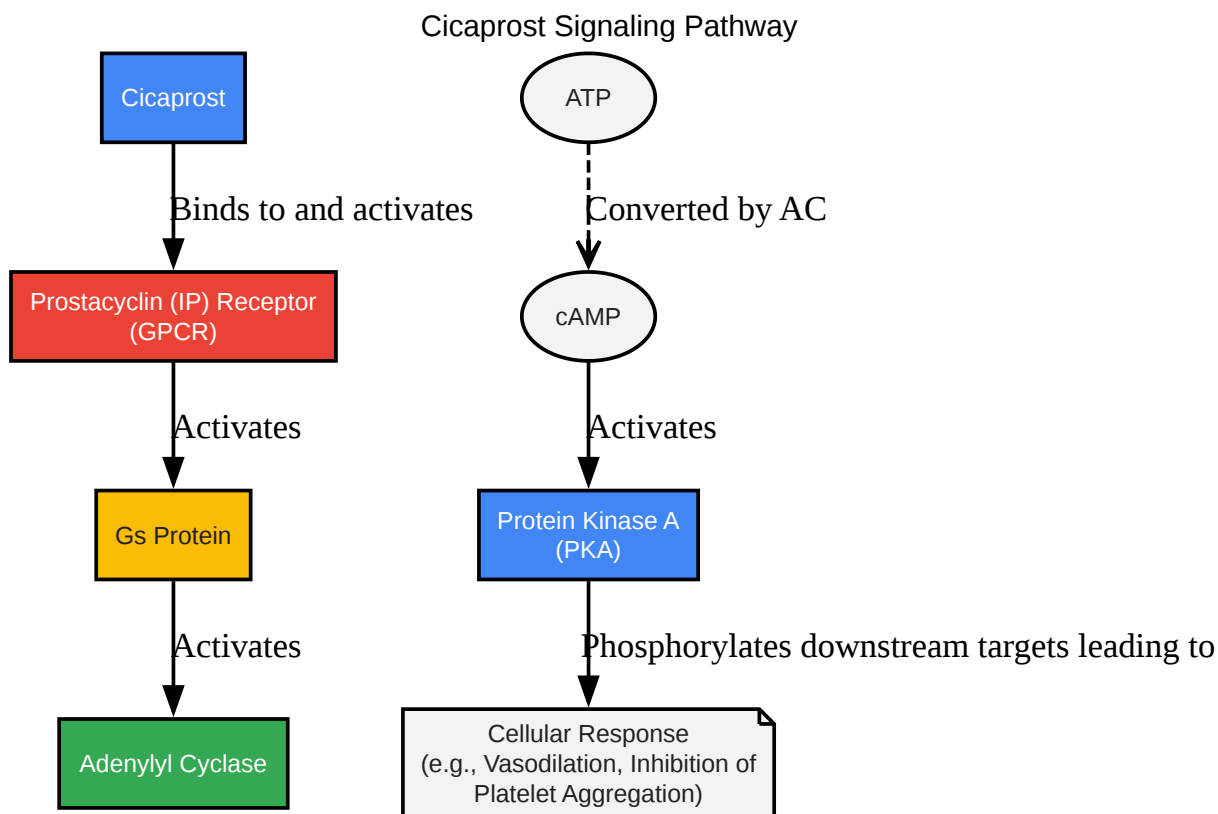 Cicaprost Signaling Pathway
Cicaprost
ATP
Binds to and activates
Converted by AC
Prostacyclin (IP) Receptor
(GPCR)
cAMP
Activates
Activates
Gs Protein
Protein Kinase A
(PKA)
Activates
Phosphorylates downstream targets leading to
Adenylyl Cyclase
Cellular Response
(e.g., Vasodilation, Inhibition of
Platelet Aggregation)